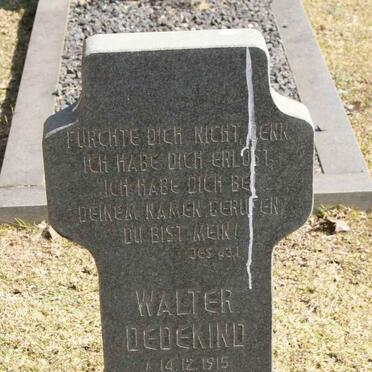 FÜRCHTE DICH NICHT, DENN
ICH HABE DICH ERLÖST,
ICH HABE DICH BEI
DEINEM NAMEN GERUFEN,
DU BIST MEIN!
JES 43,1
WALTER
DEDEKIND
* 14.12.1915